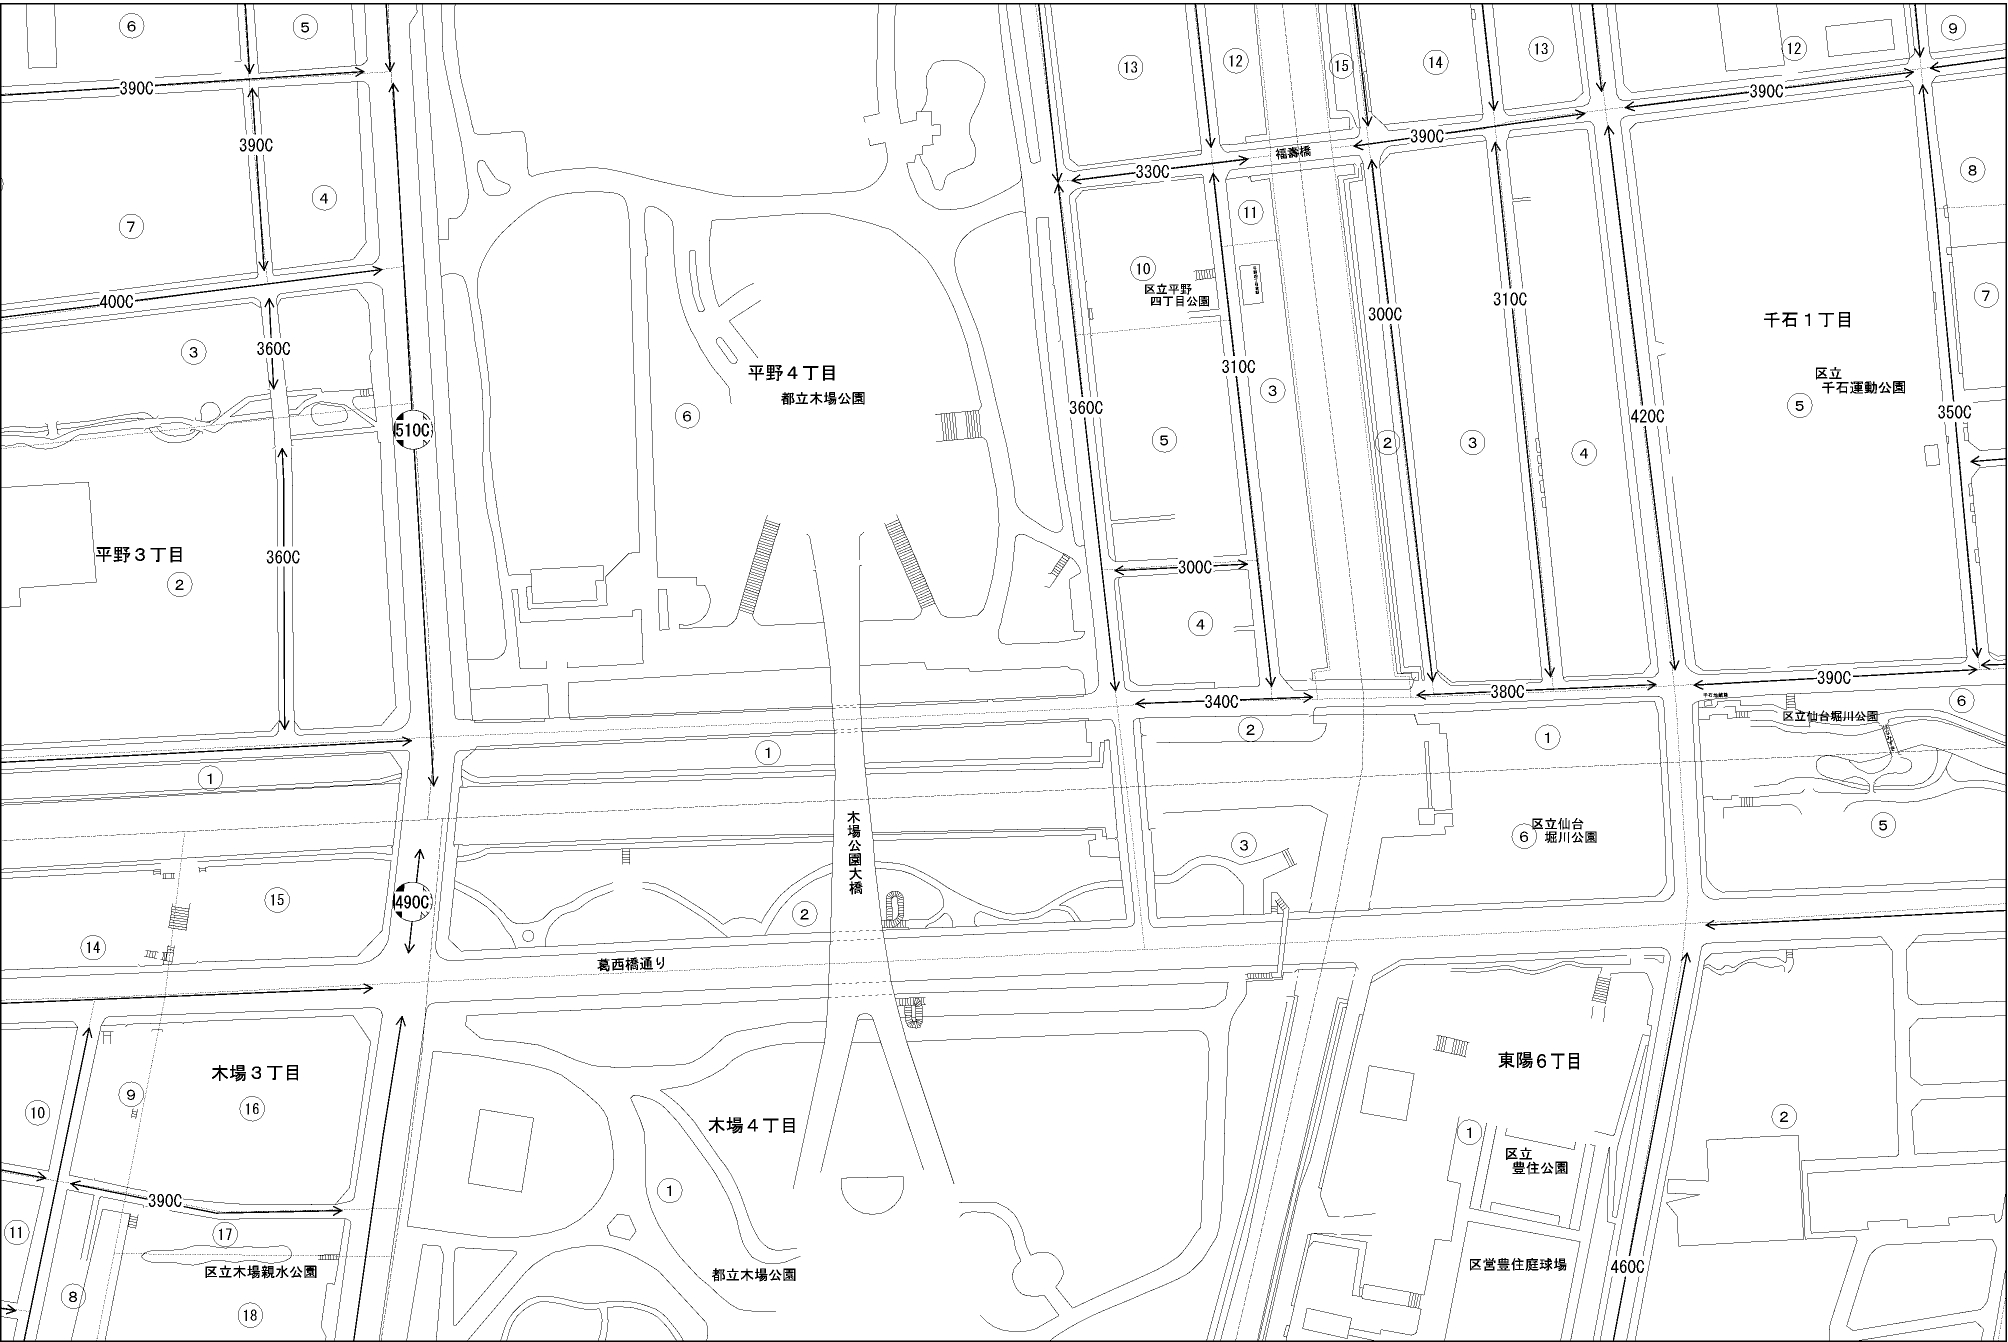 ⑥
⑤
⑬
⑫
⑮
⑭
⑬
⑫
⑨
390C
390C
390C
390C
福壽橋
330C
④
⑦
⑪
⑧
400C
⑩
区立平野
四丁目公園
300C
310C
⑦
千石1丁目
③
360C
310C
平野4丁目
都立木場公園
⑥
③
区立
千石運動公園
⑤
360C
420C
350C
510C
⑤
②
③
④
平野3丁目
②
360C
300C
④
340C
380C
390C
⑥
区立仙台堀川公園
①
①
②
①
木場公園大橋
③
⑥
区立仙台
堀川公園
⑤
490C
⑮
②
⑭
葛西橋通り
木場3丁目
⑯
⑨
⑩
木場4丁目
①
東陽6丁目
①
②
区立
豊住公園
390C
⑪
⑰
区立木場親水公園
都立木場公園
区営豊住庭球場
460C
⑧
⑱